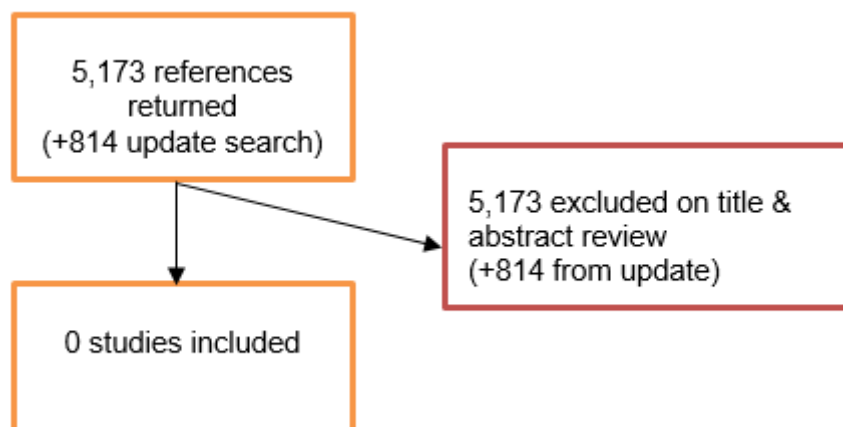 5,173 references
returned
(+814 update search)
5,173 excluded on title &
abstract review
(+814 from update)
0 studies included